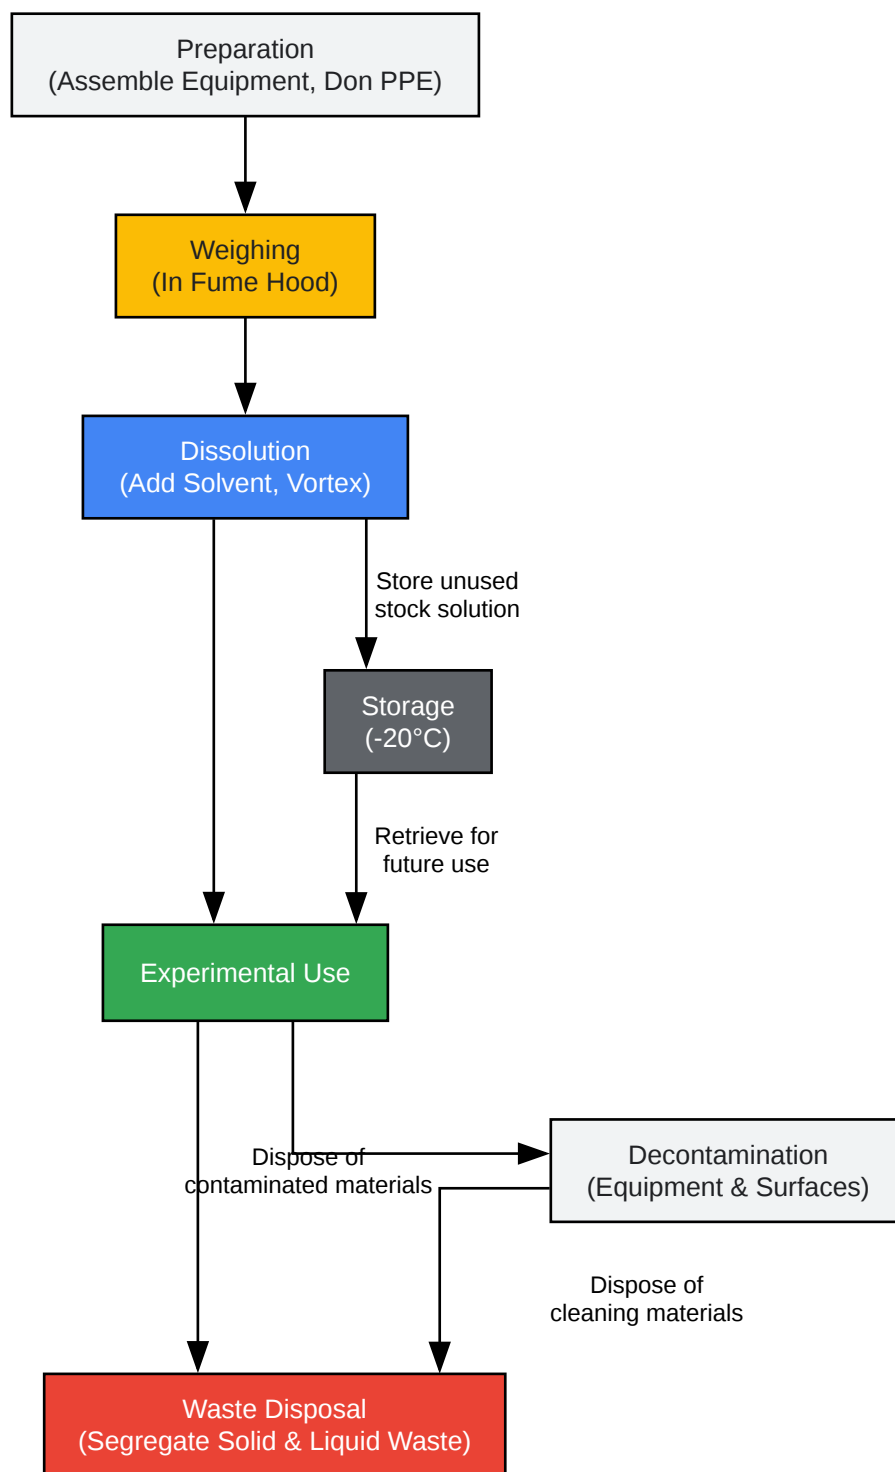 Preparation
(Assemble Equipment, Don PPE)
Weighing
(In Fume Hood)
Dissolution
(Add Solvent, Vortex)
Store unused
stock solution
Storage
(-20°C)
Retrieve for
future use
Experimental Use
Dispose of
contaminated materials
Decontamination
(Equipment & Surfaces)
Dispose of
cleaning materials
Waste Disposal
(Segregate Solid & Liquid Waste)